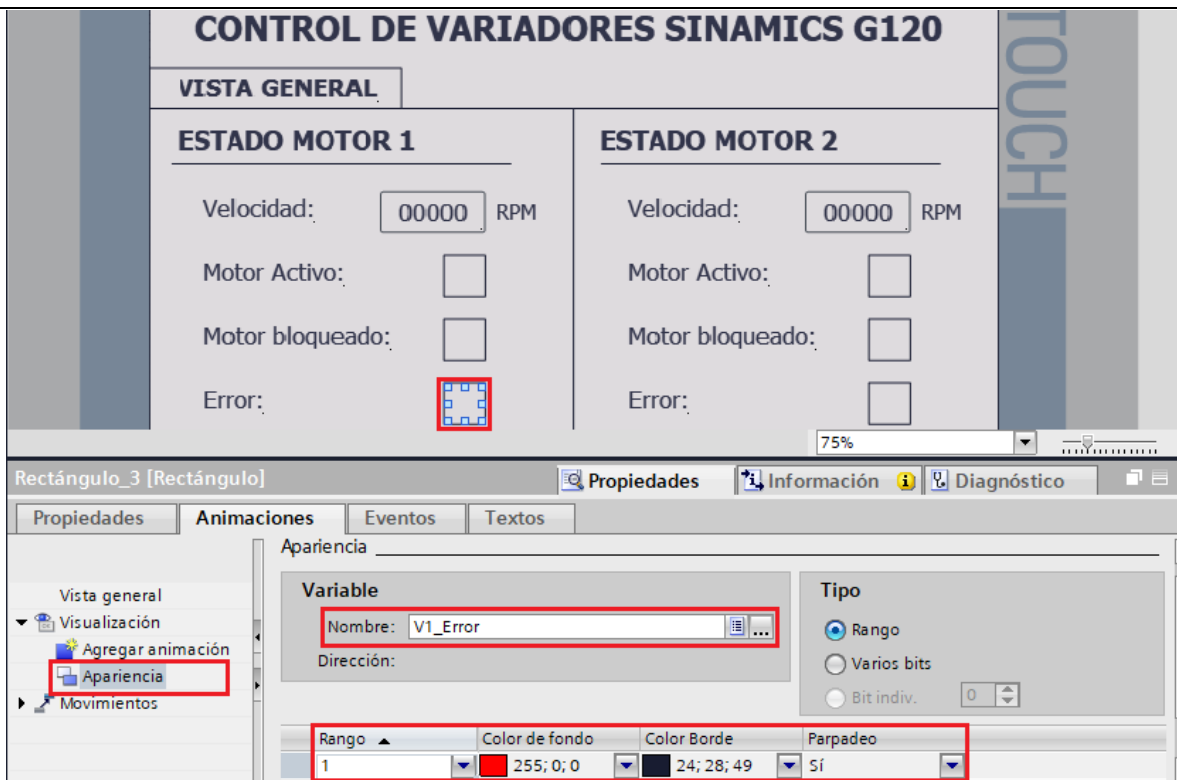 CONTROL DE VARIADORES SINAMICS G120
TOUCH
VISTA GENERAL
ESTADO MOTOR 1
Velocidad: 00000 RPM
Motor Activo:
Motor bloqueado:
Error:
ESTADO MOTOR 2
Velocidad: 00000 RPM
Motor Activo:
Motor bloqueado:
Error:
75%
Rectángulo_3 [Rectángulo]
Propiedades Información Diagnóstico
Propiedades Animaciones Eventos Textos
Vista general
Visualización
Agregar animación
Apariencia
Movimientos
Apariencia
Variable
Nombre: V1_Error
Dirección:
Tipo
Rango
Varios bits
Bit indiv. 0
Rango Color de fondo Color Borde Parpadeo
1 255; 0; 0 24; 28; 49 Sí